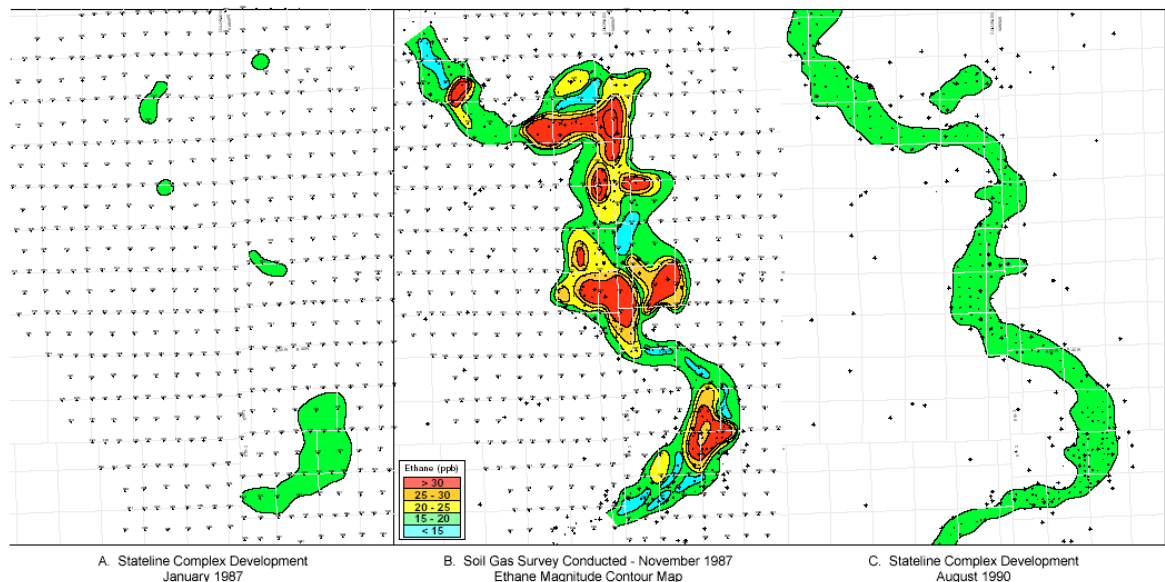 Ethane (ppb)
> 30
25 - 30
20 - 25
15 - 20
< 15
A. Stateline Complex Development
January 1987
B. Soil Gas Survey Conducted - November 1987
Ethane Magnitude Contour Map
C. Stateline Complex Development
August 1990